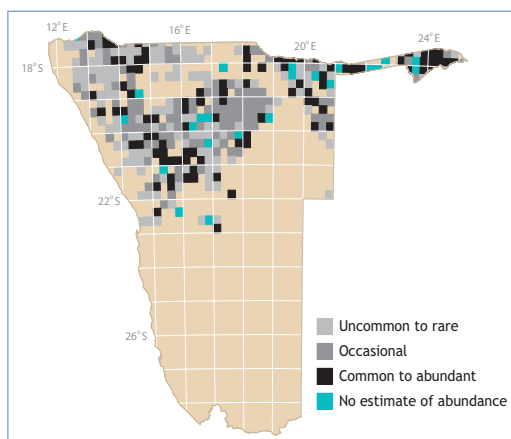 12°E
16°E
20°E
24°E
18°S
22°S
26°S
Uncommon to rare
Occasional
Common to abundant
No estimate of abundance